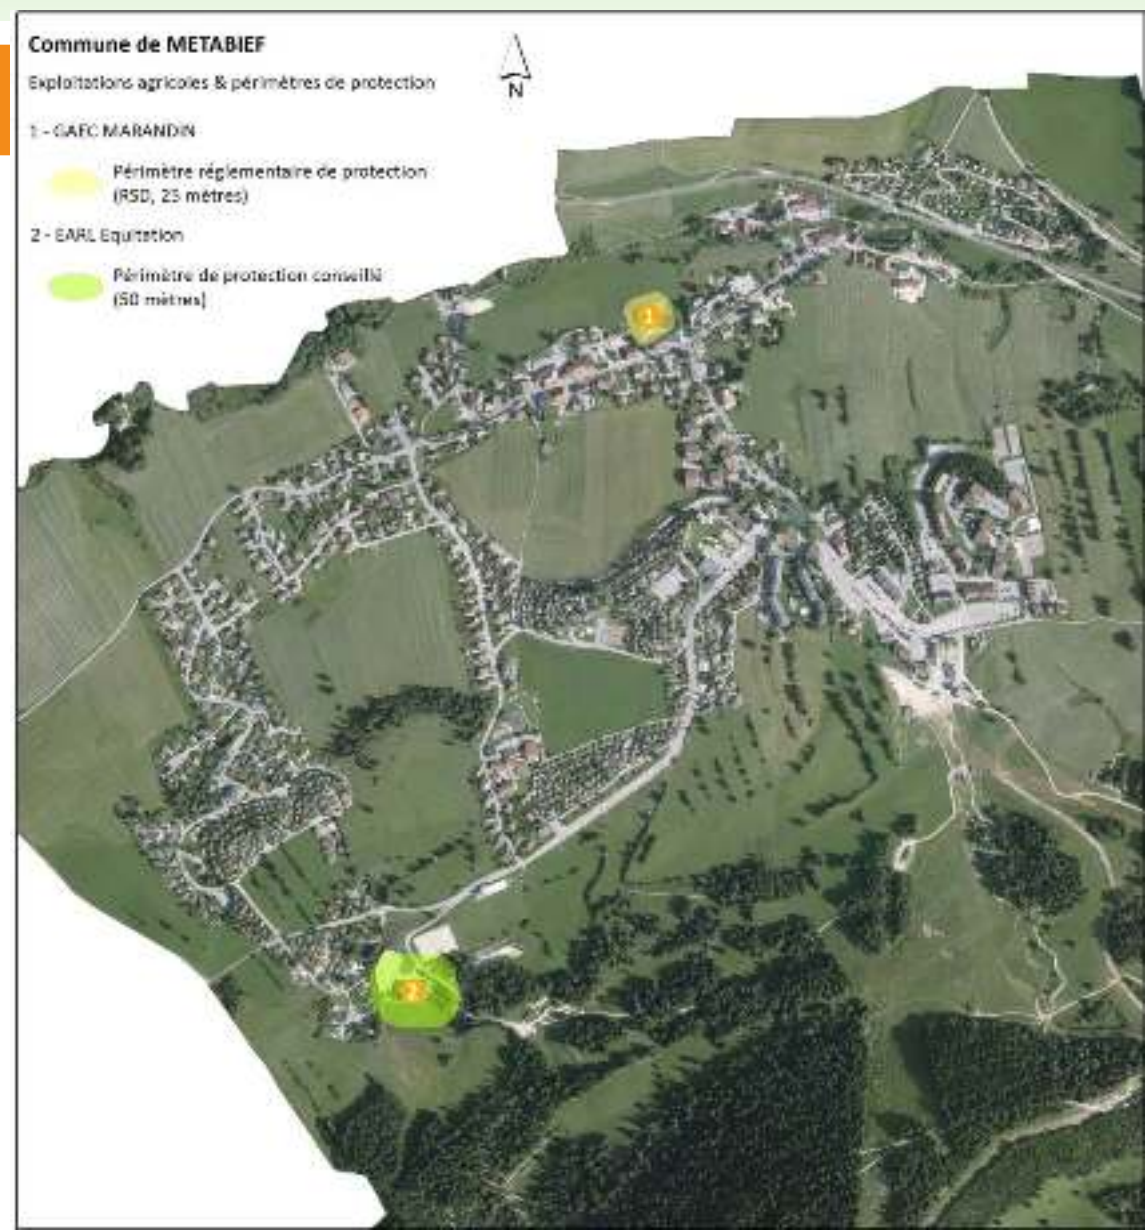 Commune de METABIEF
N
Exploitations agricoles & périmètres de protection
1 - GAEC MARANDIN
Périmètre réglementaire de protection
(RSD, 25 mètres)
2 - EARL Equitation
Périmètre de protection conseillé
(50 mètres)
1
2